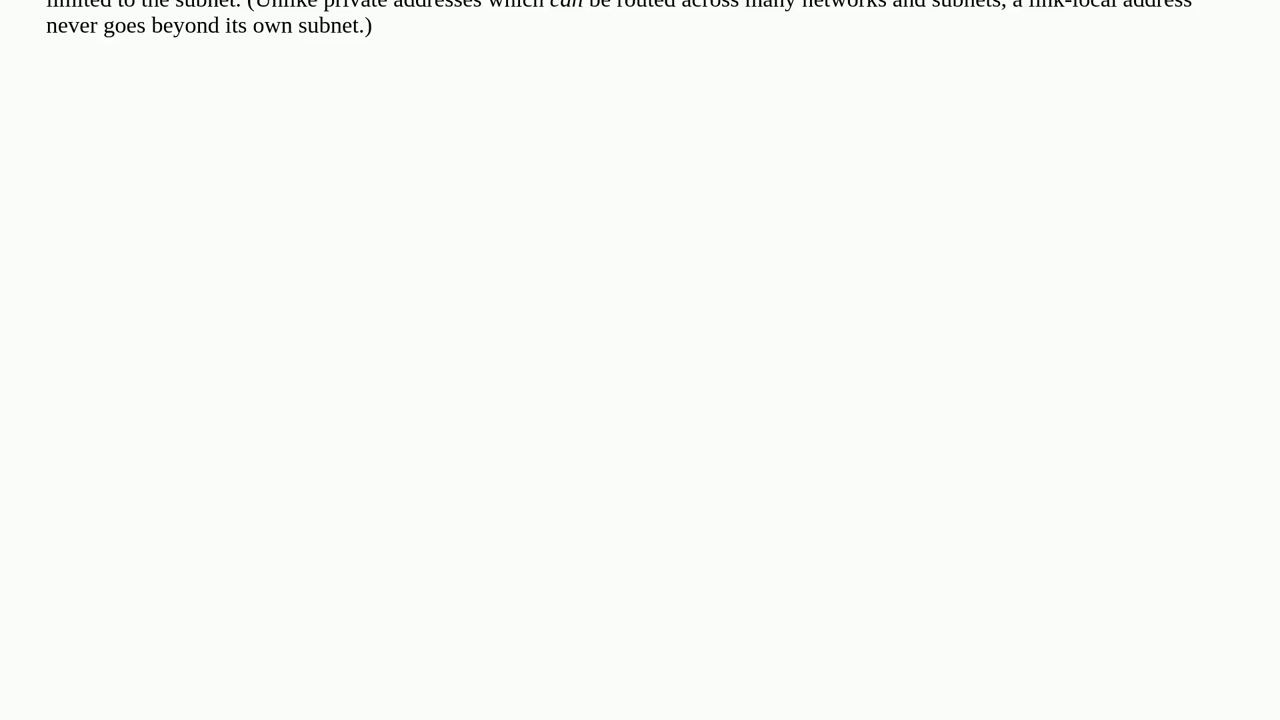 limited to the subnet. (Unlike private addresses which can be routed across many networks and subnets, a link-local address
never goes beyond its own subnet.)